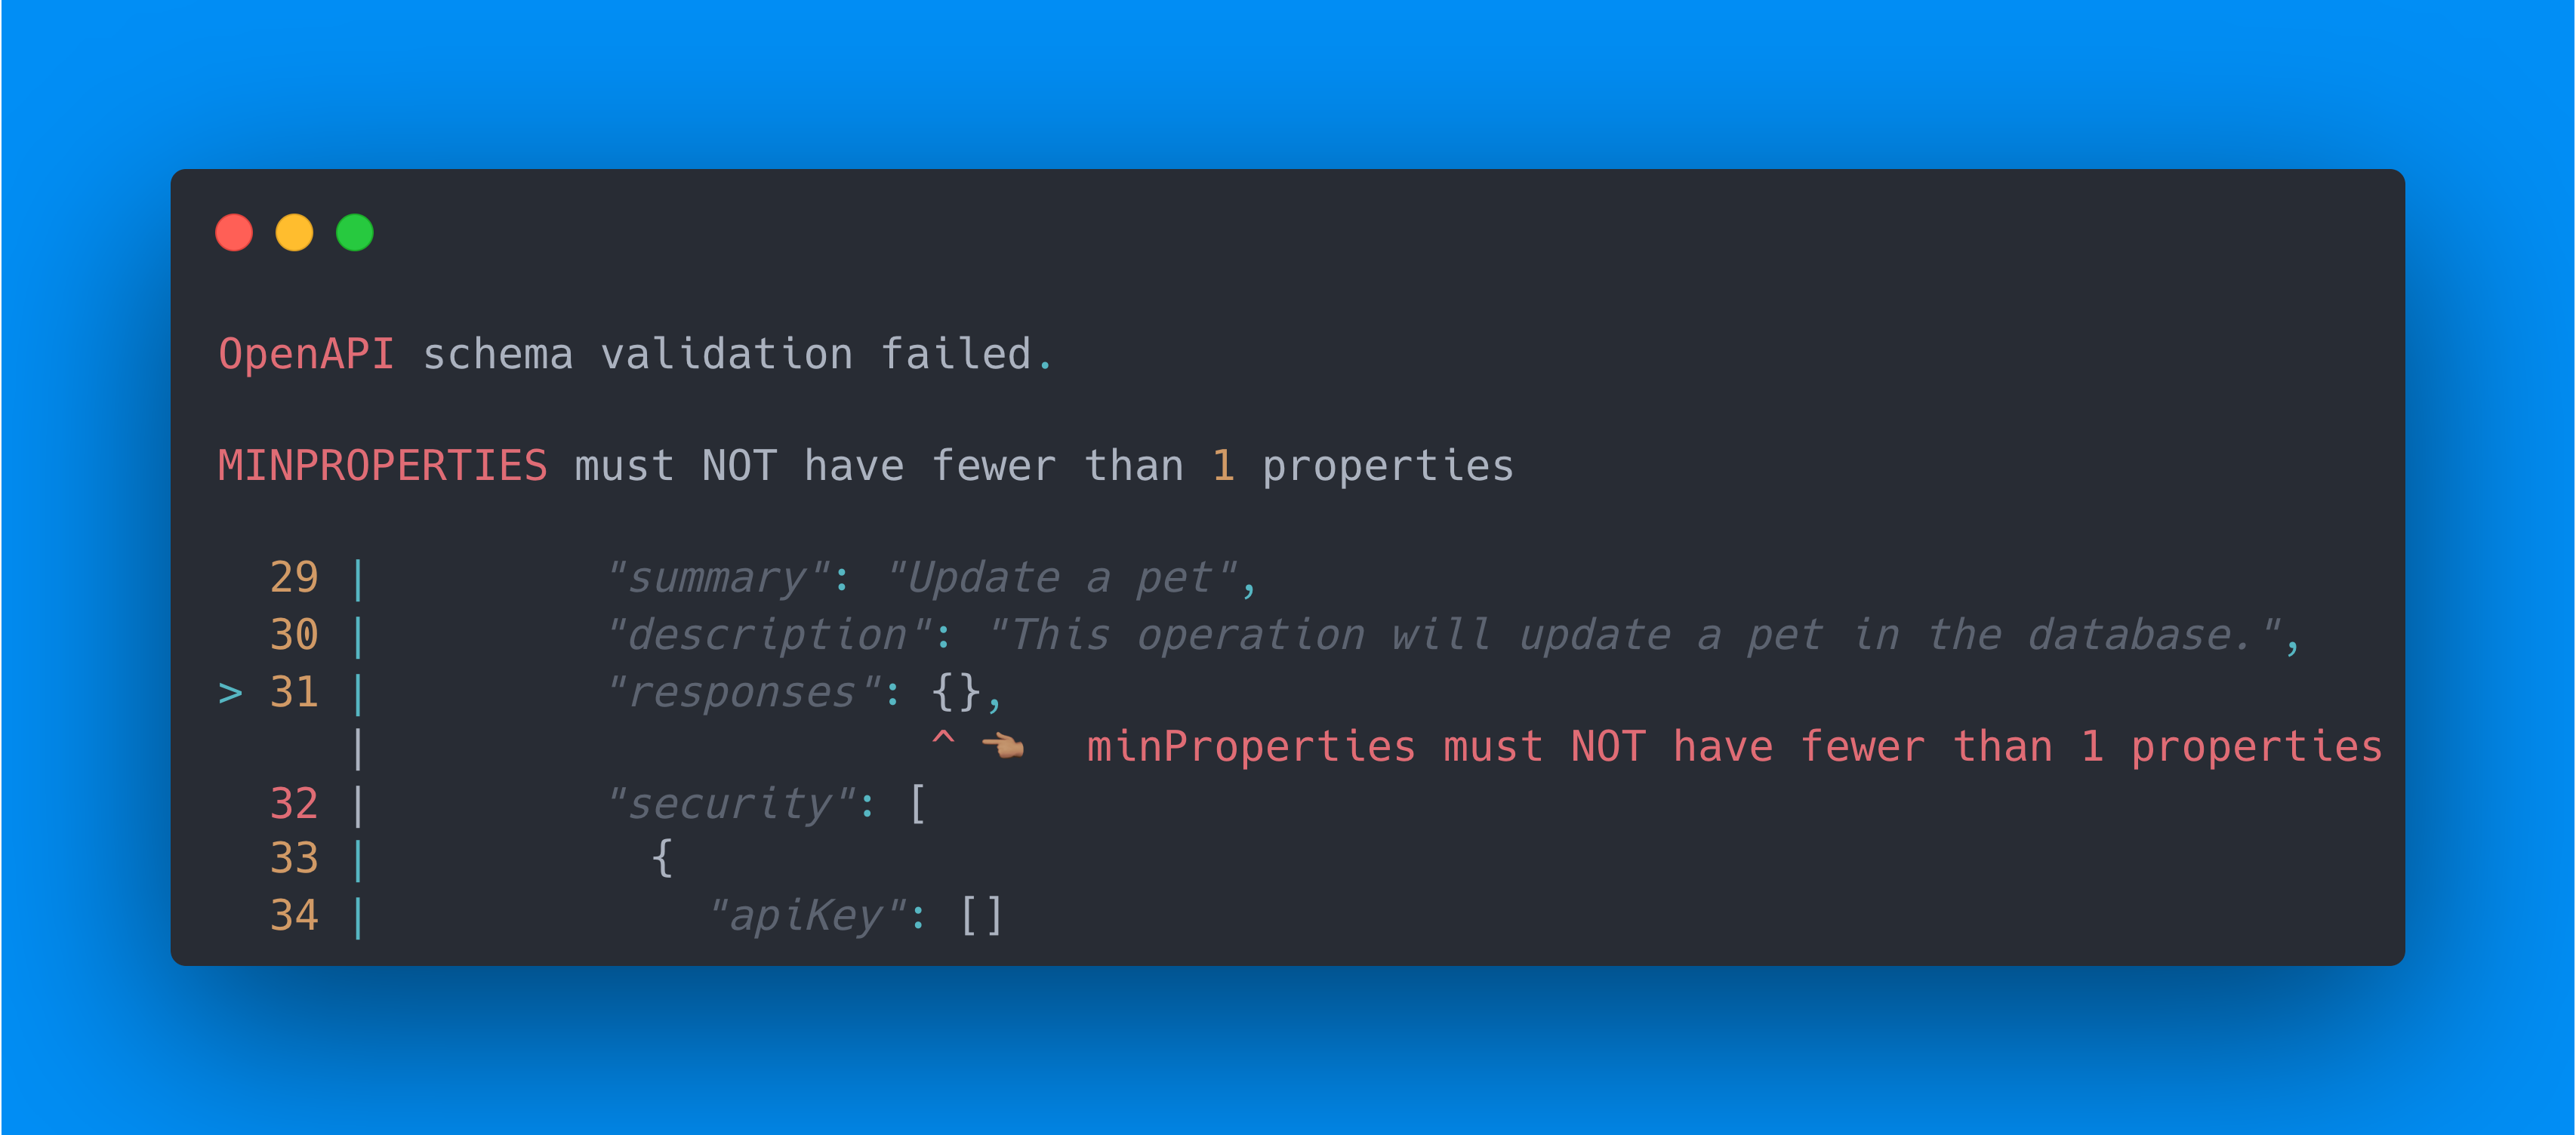 OpenAPI schema validation failed.
MINPROPERTIES must NOT have fewer than 1 properties
  29 |         "summary": "Update a pet",
  30 |         "description": "This operation will update a pet in the database.",
> 31 |         "responses": {},
     |                      ^ 👈🏽  minProperties must NOT have fewer than 1 properties
  32 |         "security": [
  33 |           {
  34 |             "apiKey": []